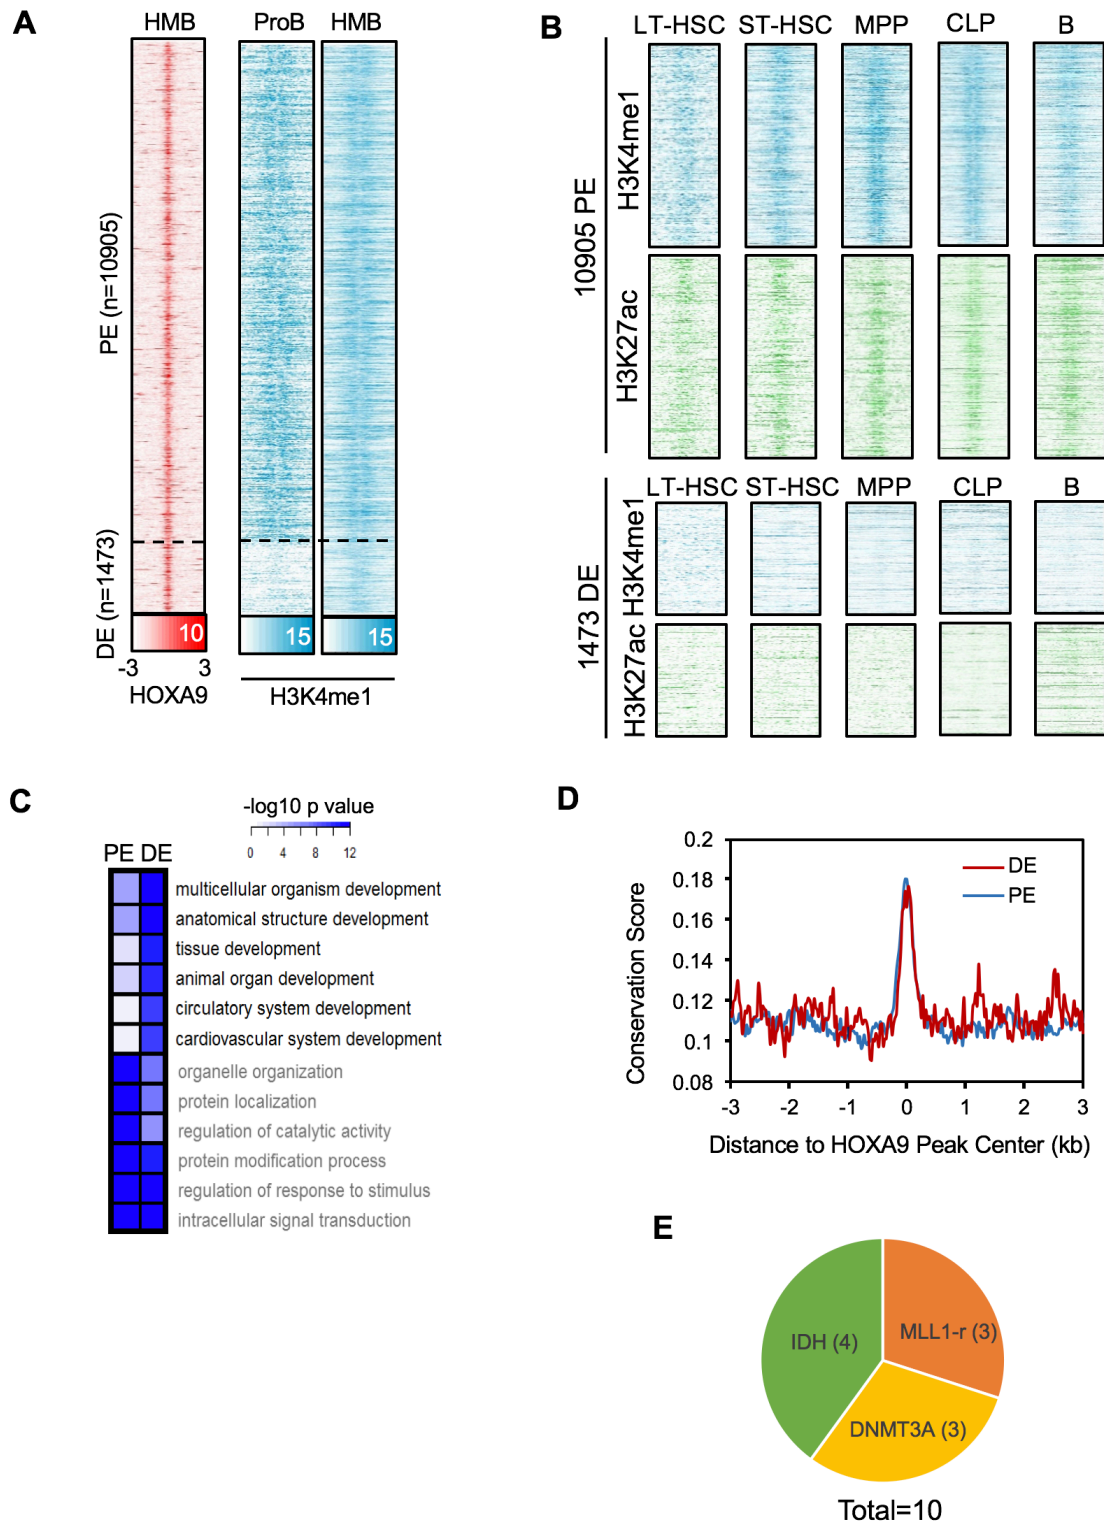 A
HMB
ProB
HMB
PE (n=10905)
DE (n=1473)
10
15
15
-3
3
HOXA9
H3K4me1
B
LT-HSC
ST-HSC
MPP
CLP
B
10905 PE
H3K4me1
H3K27ac
LT-HSC
ST-HSC
MPP
CLP
B
1473 DE
H3K4me1
H3K27ac
C
-log10 p value
0 4 8 12
PE DE
multicellular organism development
anatomical structure development
tissue development
animal organ development
circulatory system development
cardiovascular system development
organelle organization
protein localization
regulation of catalytic activity
protein modification process
regulation of response to stimulus
intracellular signal transduction
D
Conservation Score
0.2
0.18
0.16
0.14
0.12
0.1
0.08
DE
PE
-3 -2 -1 0 1 2 3
Distance to HOXA9 Peak Center (kb)
E
IDH (4)
MLL1-r (3)
DNMT3A (3)
Total=10